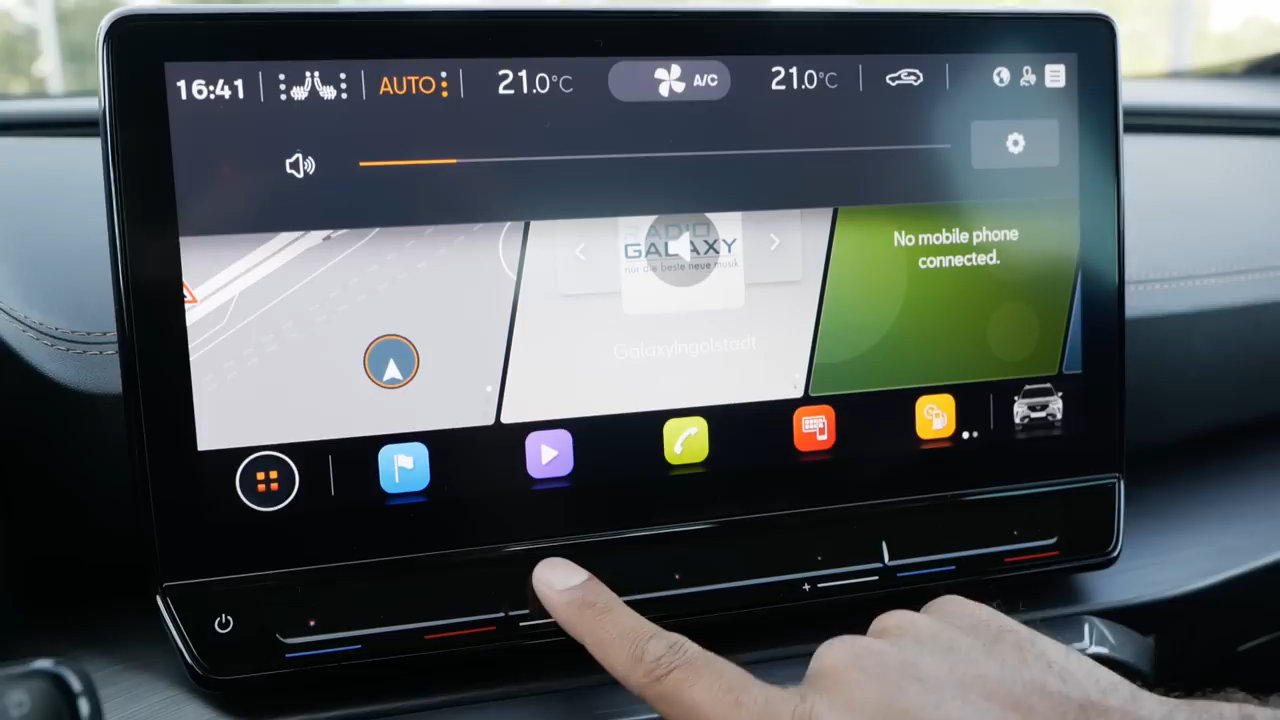 16:41
AUTO
21.0°C
A/C
21.0°C
RADIO
GALAXY
nur die beste neue musik
GalaxyIngolstadt
No mobile phone
connected.
+